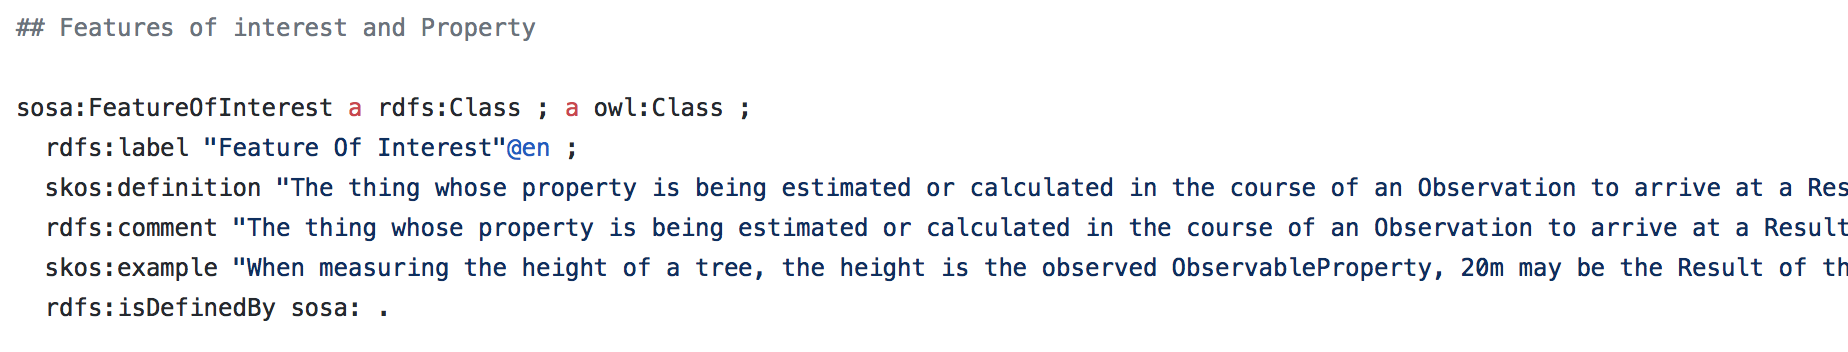 ## Features of interest and Property
sosa:FeatureOfInterest a rdfs:Class ; a owl:Class ;
rdfs:label "Feature Of Interest"@en ;
skos:definition "The thing whose property is being estimated or calculated in the course of an Observation to arrive at a Res
rdfs:comment "The thing whose property is being estimated or calculated in the course of an Observation to arrive at a Result
skos:example "When measuring the height of a tree, the height is the observed ObservableProperty, 20m may be the Result of th
rdfs:isDefinedBy sosa: .